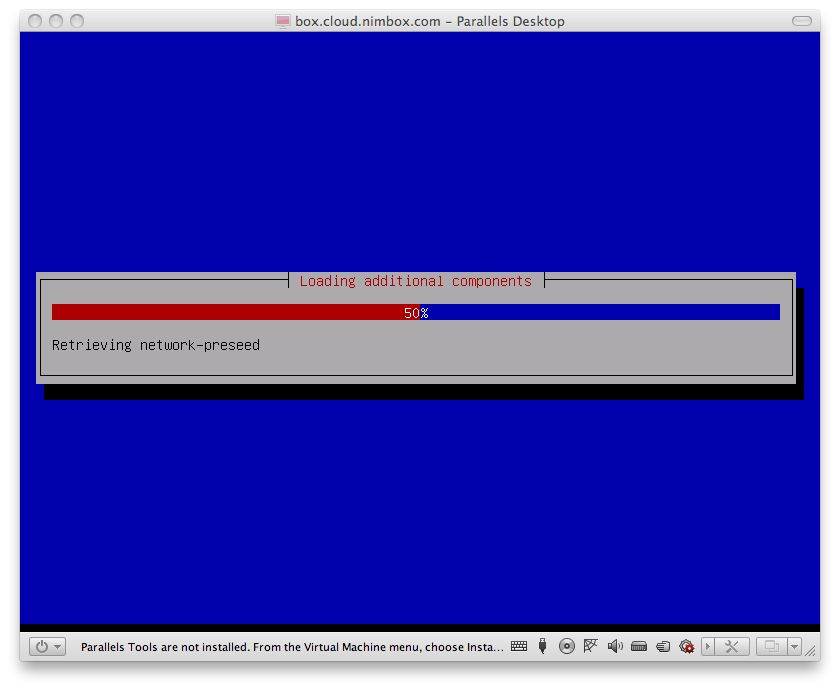 box.cloud.nimbox.com – Parallels Desktop
Loading additional components
50%
Retrieving network-preseed
Parallels Tools are not installed. From the Virtual Machine menu, choose Insta...